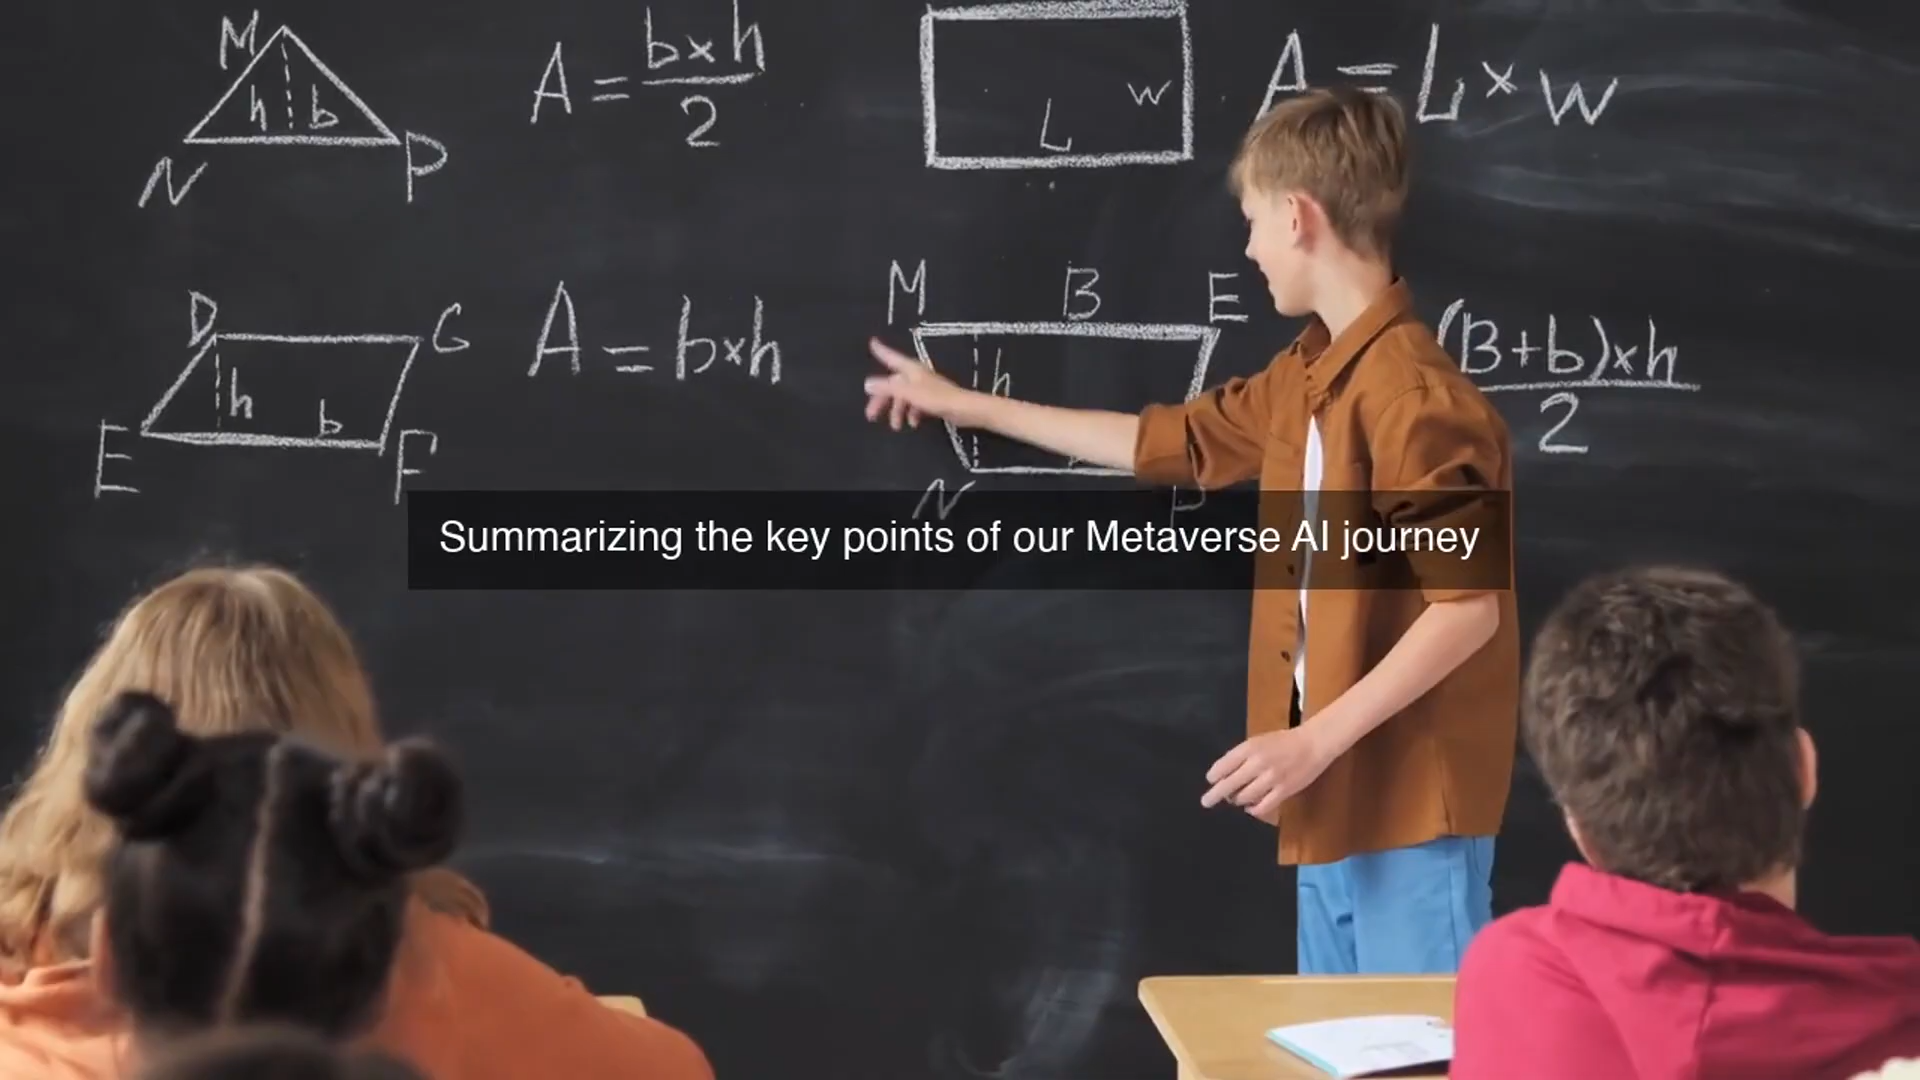 M
h b
N P
A = b×h
2
L w
A = L × w
D G
h b
E F
A = b×h
M B E
h
N P
(B+b)×h
2
Summarizing the key points of our Metaverse AI journey